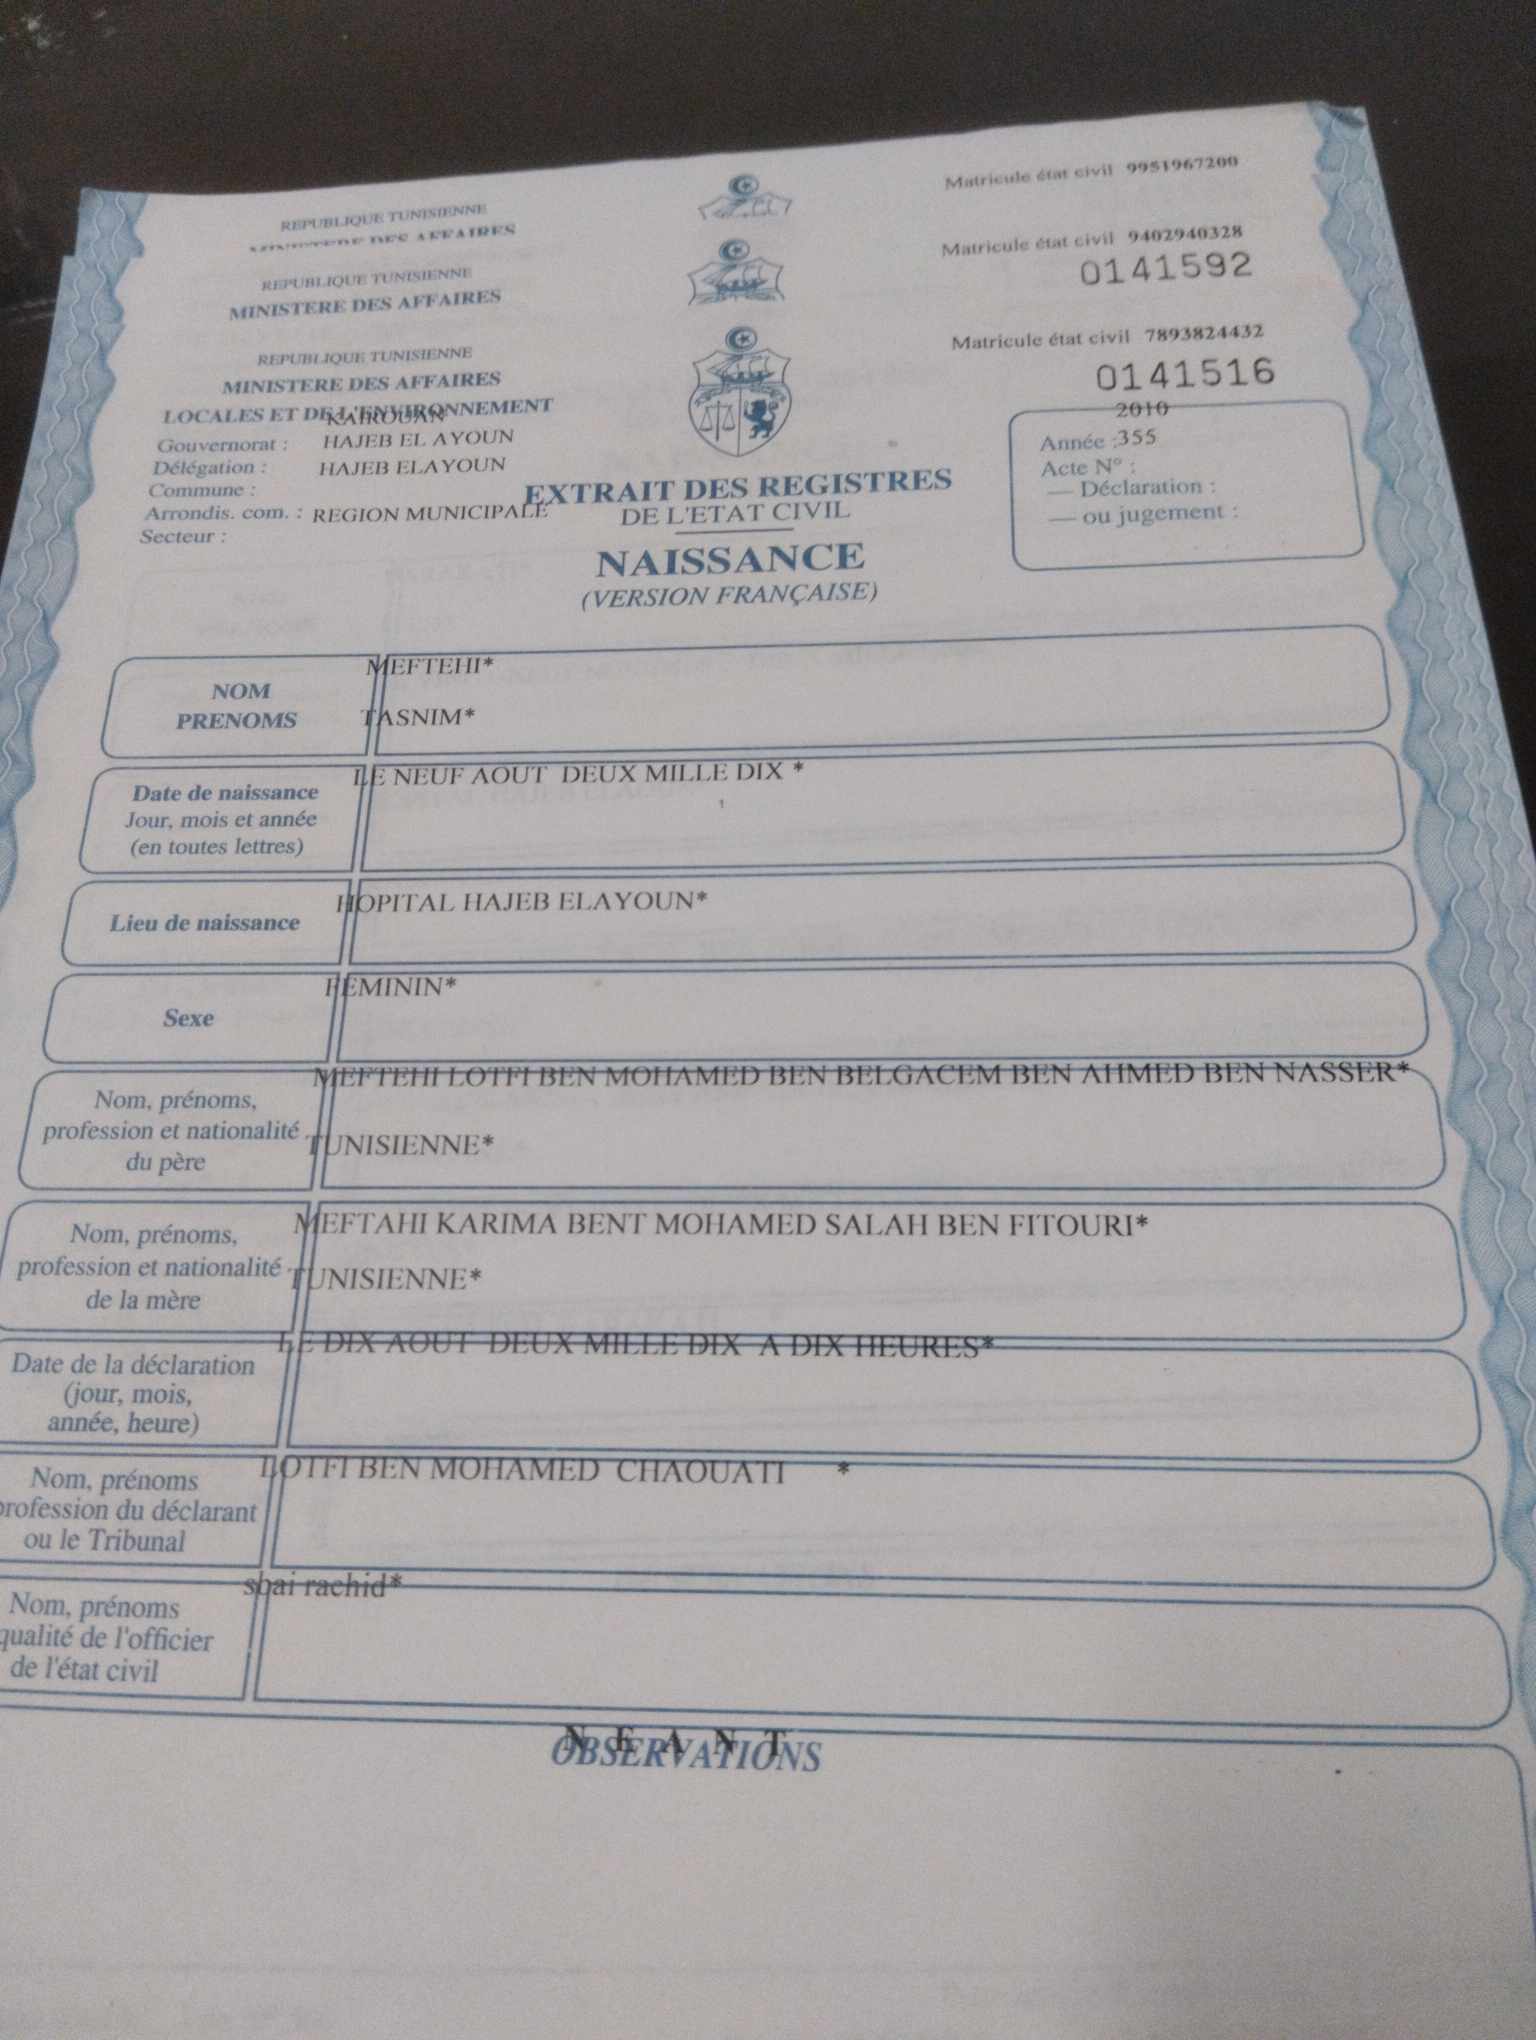 REPUBLIQUE TUNISIENNE
MINISTERE DES AFFAIRES
Matricule état civil 9951967200
REPUBLIQUE TUNISIENNE
MINISTERE DES AFFAIRES
Matricule état civil 9402940328
0141592
REPUBLIQUE TUNISIENNE
MINISTERE DES AFFAIRES
LOCALES ET DE L'ENVIRONNEMENT
Matricule état civil 7893824432
0141516
KAIROUAN
Gouvernorat : HAJEB EL AYOUN
Délégation : HAJEB ELAYOUN
Commune :
Arrondis. com. : REGION MUNICIPALE
Secteur :
2010
Année : 355
Acte N° :
— Déclaration :
— ou jugement :
EXTRAIT DES REGISTRES
DE L'ETAT CIVIL
NAISSANCE
(VERSION FRANÇAISE)
NOM
PRENOMS
MEFTEHI*
TASNIM*
Date de naissance
Jour, mois et année
(en toutes lettres)
LE NEUF AOUT DEUX MILLE DIX *
Lieu de naissance
HOPITAL HAJEB ELAYOUN*
Sexe
FEMININ*
Nom, prénoms,
profession et nationalité
du père
MEFTEHI LOTFI BEN MOHAMED BEN BELGACEM BEN AHMED BEN NASSER*
TUNISIENNE*
Nom, prénoms,
profession et nationalité
de la mère
MEFTAHI KARIMA BENT MOHAMED SALAH BEN FITOURI*
TUNISIENNE*
Date de la déclaration
(jour, mois,
année, heure)
LE DIX AOUT DEUX MILLE DIX A DIX HEURES*
Nom, prénoms
profession du déclarant
ou le Tribunal
LOTFI BEN MOHAMED CHAOUATI *
Nom, prénoms
qualité de l'officier
de l'état civil
sbai rachid*
N E A N T
OBSERVATIONS